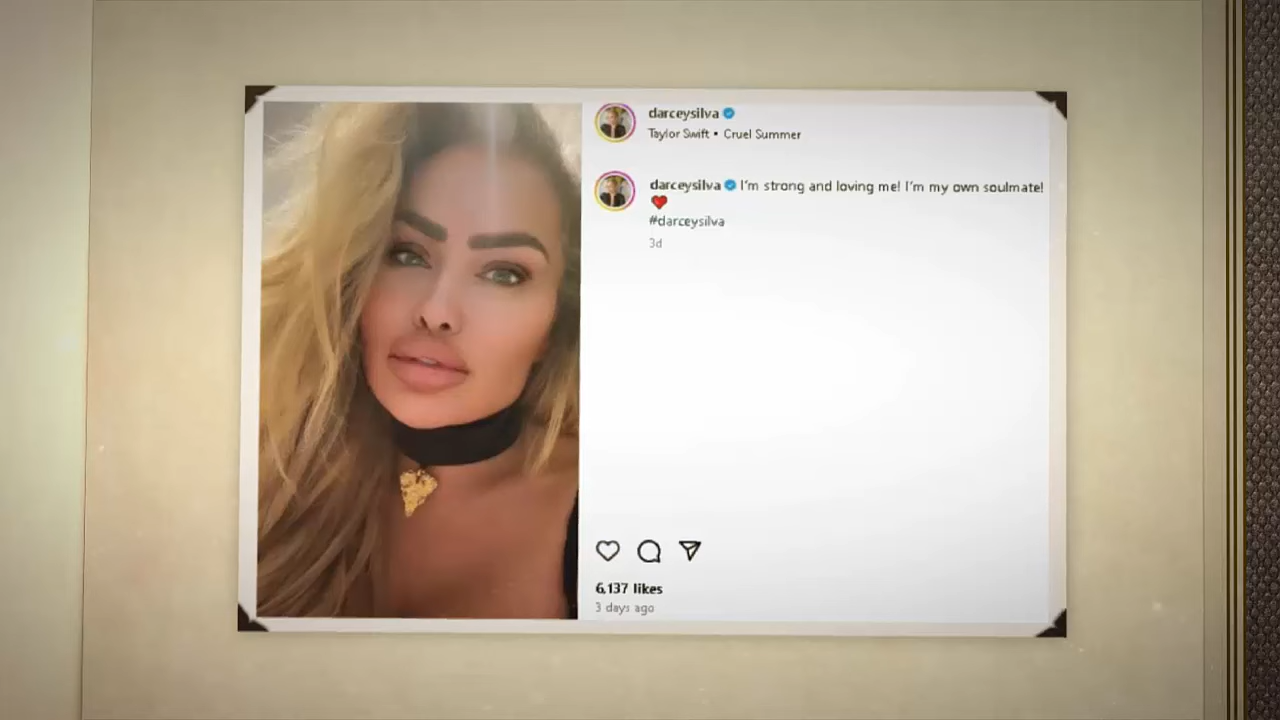 darceysilva
Taylor Swift • Cruel Summer
darceysilva I'm strong and loving me! I'm my own soulmate!
❤️
#darceysilva
3d
6,137 likes
3 days ago